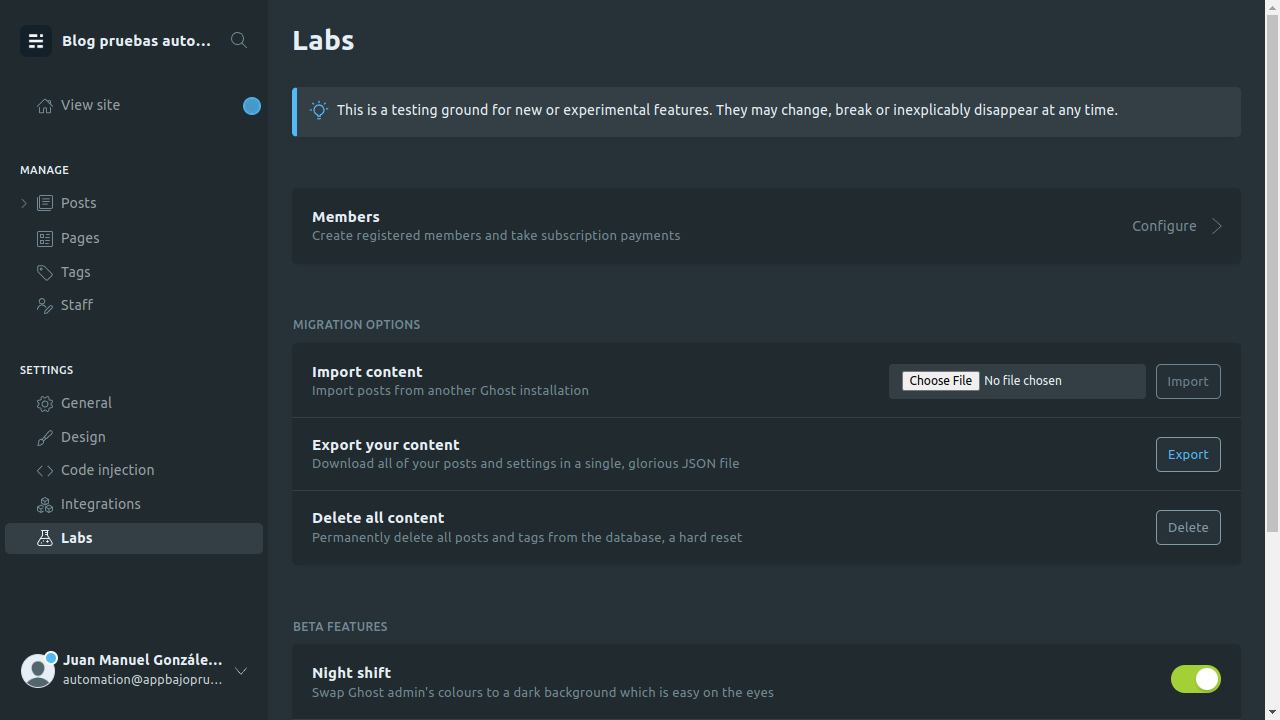 Blog pruebas auto...
View site
MANAGE
Posts
Pages
Tags
Staff
SETTINGS
General
Design
Code injection
Integrations
Labs
Juan Manuel Gonzále...
automation@appbajopru...
Labs
This is a testing ground for new or experimental features. They may change, break or inexplicably disappear at any time.
Members
Create registered members and take subscription payments
Configure
MIGRATION OPTIONS
Import content
Import posts from another Ghost installation
Choose File No file chosen
Import
Export your content
Download all of your posts and settings in a single, glorious JSON file
Export
Delete all content
Permanently delete all posts and tags from the database, a hard reset
Delete
BETA FEATURES
Night shift
Swap Ghost admin's colours to a dark background which is easy on the eyes